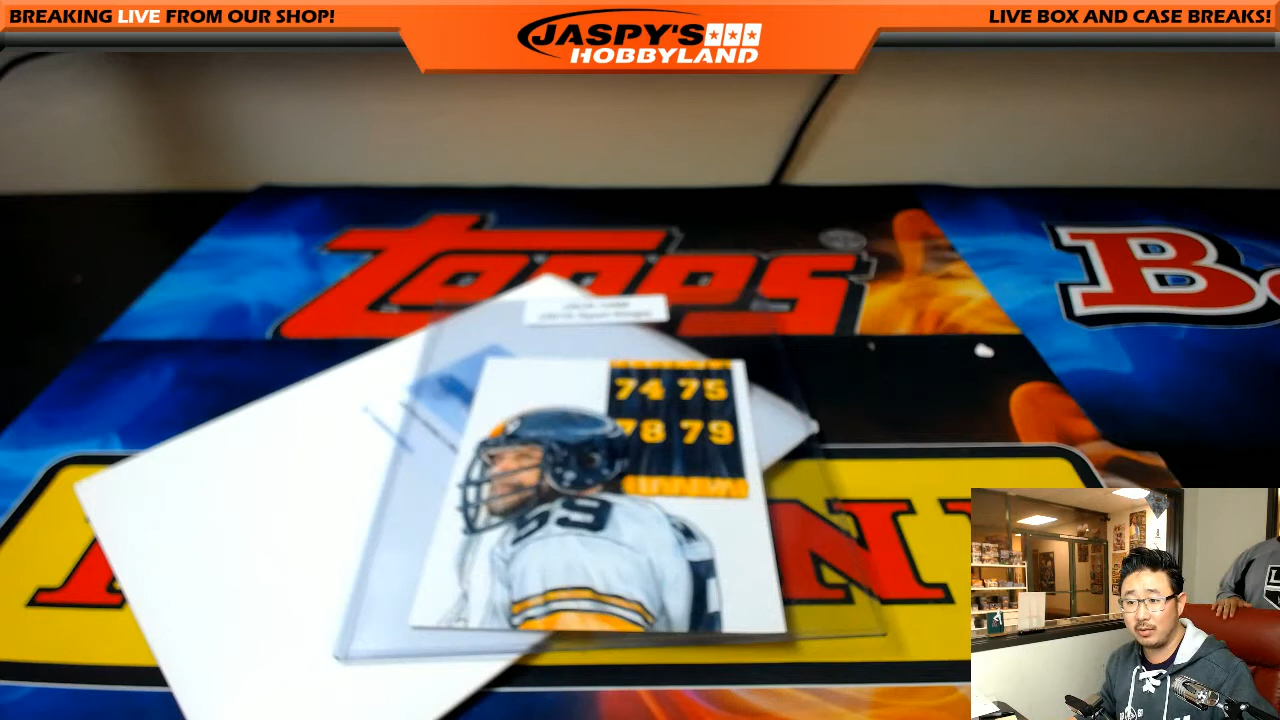 BREAKING LIVE FROM OUR SHOP!
JASPY'S
HOBBYLAND
LIVE BOX AND CASE BREAKS!
Topps
B
74 75
78 79
59
N